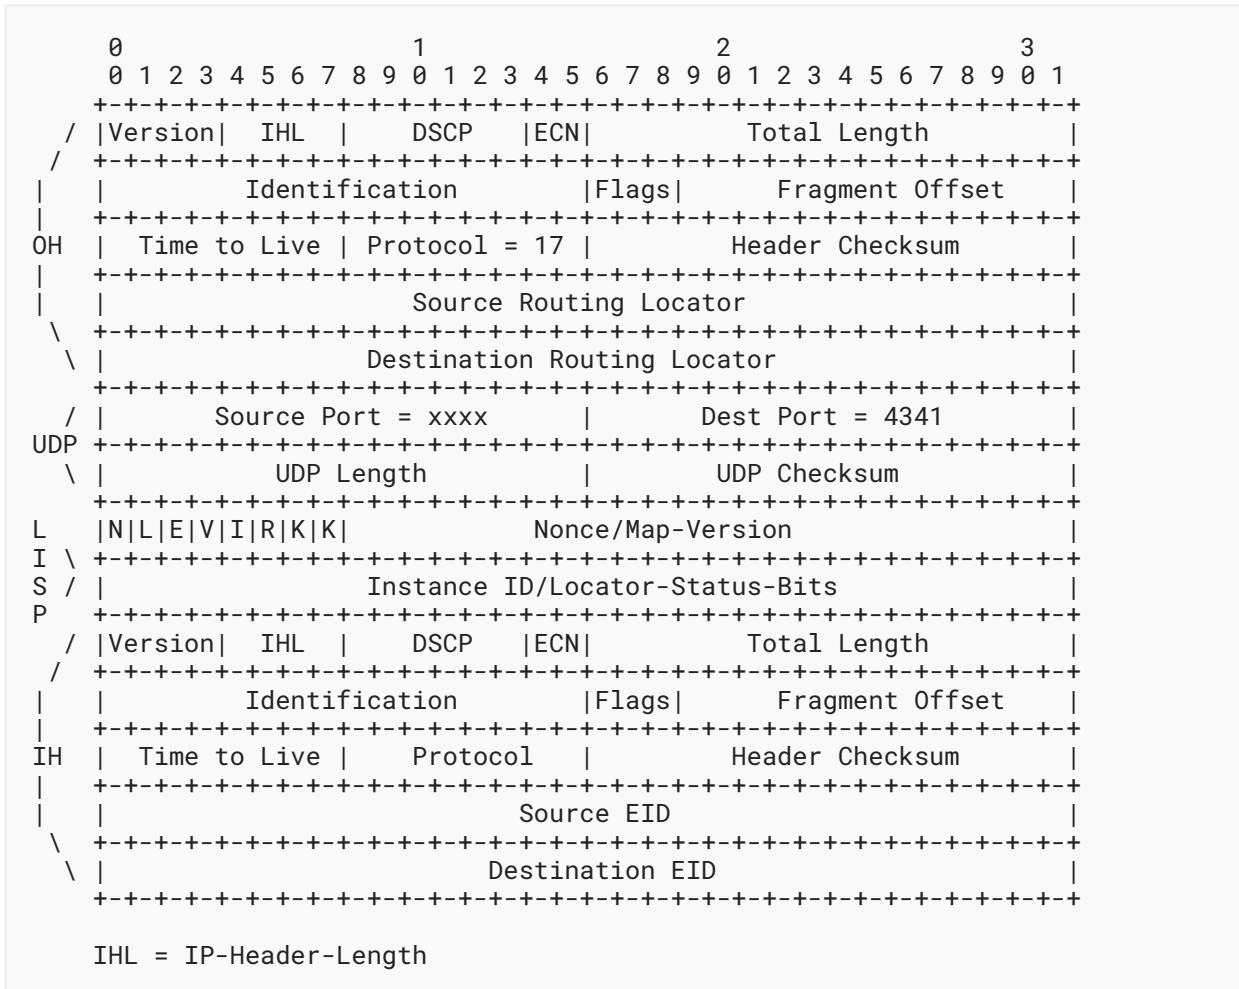 0                   1                   2                   3
     0 1 2 3 4 5 6 7 8 9 0 1 2 3 4 5 6 7 8 9 0 1 2 3 4 5 6 7 8 9 0 1
    +-+-+-+-+-+-+-+-+-+-+-+-+-+-+-+-+-+-+-+-+-+-+-+-+-+-+-+-+-+-+-+-+
  / |Version|  IHL  |    DSCP   |ECN|          Total Length         |
 /  +-+-+-+-+-+-+-+-+-+-+-+-+-+-+-+-+-+-+-+-+-+-+-+-+-+-+-+-+-+-+-+-+
|   |         Identification        |Flags|      Fragment Offset    |
|   +-+-+-+-+-+-+-+-+-+-+-+-+-+-+-+-+-+-+-+-+-+-+-+-+-+-+-+-+-+-+-+-+
OH  |  Time to Live | Protocol = 17 |         Header Checksum       |
|   +-+-+-+-+-+-+-+-+-+-+-+-+-+-+-+-+-+-+-+-+-+-+-+-+-+-+-+-+-+-+-+-+
|   |                    Source Routing Locator                     |
 \  +-+-+-+-+-+-+-+-+-+-+-+-+-+-+-+-+-+-+-+-+-+-+-+-+-+-+-+-+-+-+-+-+
  \ |                 Destination Routing Locator                   |
    +-+-+-+-+-+-+-+-+-+-+-+-+-+-+-+-+-+-+-+-+-+-+-+-+-+-+-+-+-+-+-+-+
  / |       Source Port = xxxx      |       Dest Port = 4341        |
UDP +-+-+-+-+-+-+-+-+-+-+-+-+-+-+-+-+-+-+-+-+-+-+-+-+-+-+-+-+-+-+-+-+
  \ |           UDP Length          |        UDP Checksum           |
    +-+-+-+-+-+-+-+-+-+-+-+-+-+-+-+-+-+-+-+-+-+-+-+-+-+-+-+-+-+-+-+-+
L   |N|L|E|V|I|R|K|K|            Nonce/Map-Version                  |
I \ +-+-+-+-+-+-+-+-+-+-+-+-+-+-+-+-+-+-+-+-+-+-+-+-+-+-+-+-+-+-+-+-+
S / |                 Instance ID/Locator-Status-Bits               |
P   +-+-+-+-+-+-+-+-+-+-+-+-+-+-+-+-+-+-+-+-+-+-+-+-+-+-+-+-+-+-+-+-+
  / |Version|  IHL  |    DSCP   |ECN|          Total Length         |
 /  +-+-+-+-+-+-+-+-+-+-+-+-+-+-+-+-+-+-+-+-+-+-+-+-+-+-+-+-+-+-+-+-+
|   |         Identification        |Flags|      Fragment Offset    |
|   +-+-+-+-+-+-+-+-+-+-+-+-+-+-+-+-+-+-+-+-+-+-+-+-+-+-+-+-+-+-+-+-+
IH  |  Time to Live |    Protocol   |         Header Checksum       |
|   +-+-+-+-+-+-+-+-+-+-+-+-+-+-+-+-+-+-+-+-+-+-+-+-+-+-+-+-+-+-+-+-+
|   |                           Source EID                          |
 \  +-+-+-+-+-+-+-+-+-+-+-+-+-+-+-+-+-+-+-+-+-+-+-+-+-+-+-+-+-+-+-+-+
  \ |                         Destination EID                       |
    +-+-+-+-+-+-+-+-+-+-+-+-+-+-+-+-+-+-+-+-+-+-+-+-+-+-+-+-+-+-+-+-+
    IHL = IP-Header-Length